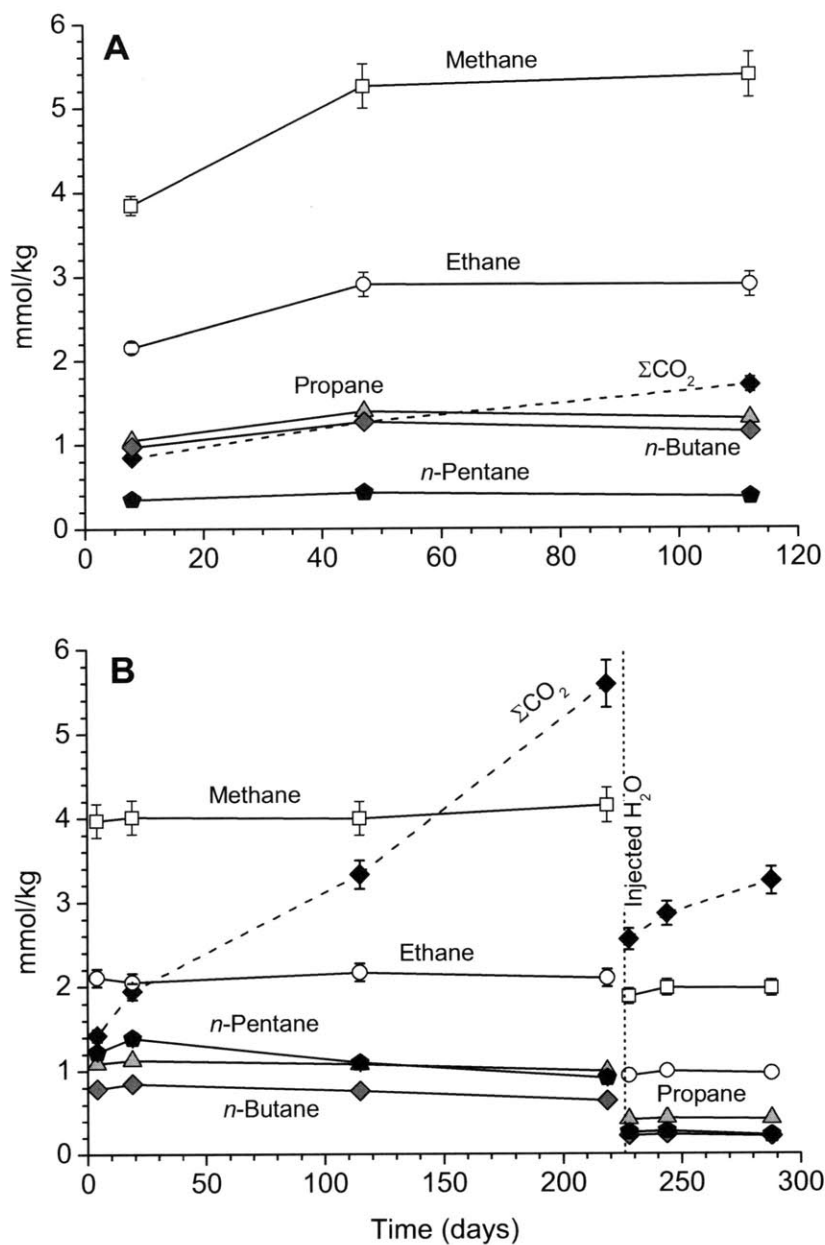 A
6
5
4
3
2
1
0
mmol/kg
Methane
Ethane
Propane
ΣCO₂
n-Butane
n-Pentane
0 20 40 60 80 100 120
B
6
5
4
3
2
1
0
mmol/kg
ΣCO₂
Methane
Injected H₂O
Ethane
n-Pentane
Propane
n-Butane
0 50 100 150 200 250 300
Time (days)